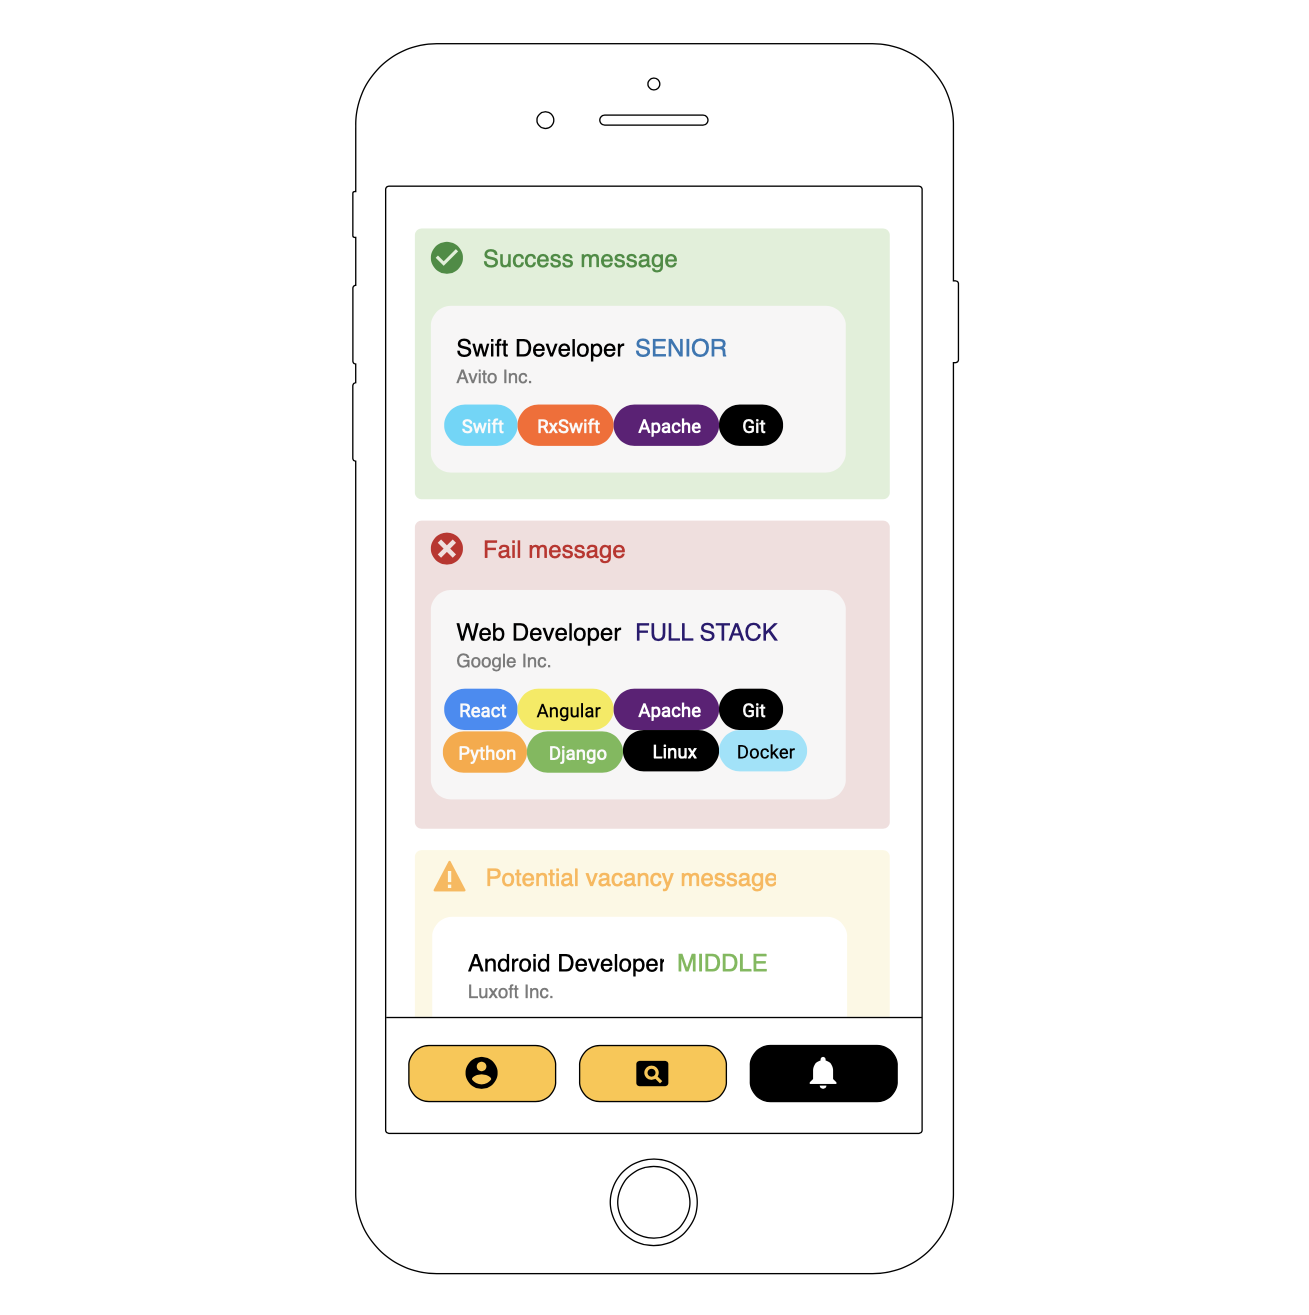 Success message
Swift Developer SENIOR
Avito Inc.
Swift RxSwift Apache Git
Fail message
Web Developer FULL STACK
Google Inc.
React Angular Apache Git
Python Django Linux Docker
Potential vacancy message
Android Developer MIDDLE
Luxoft Inc.